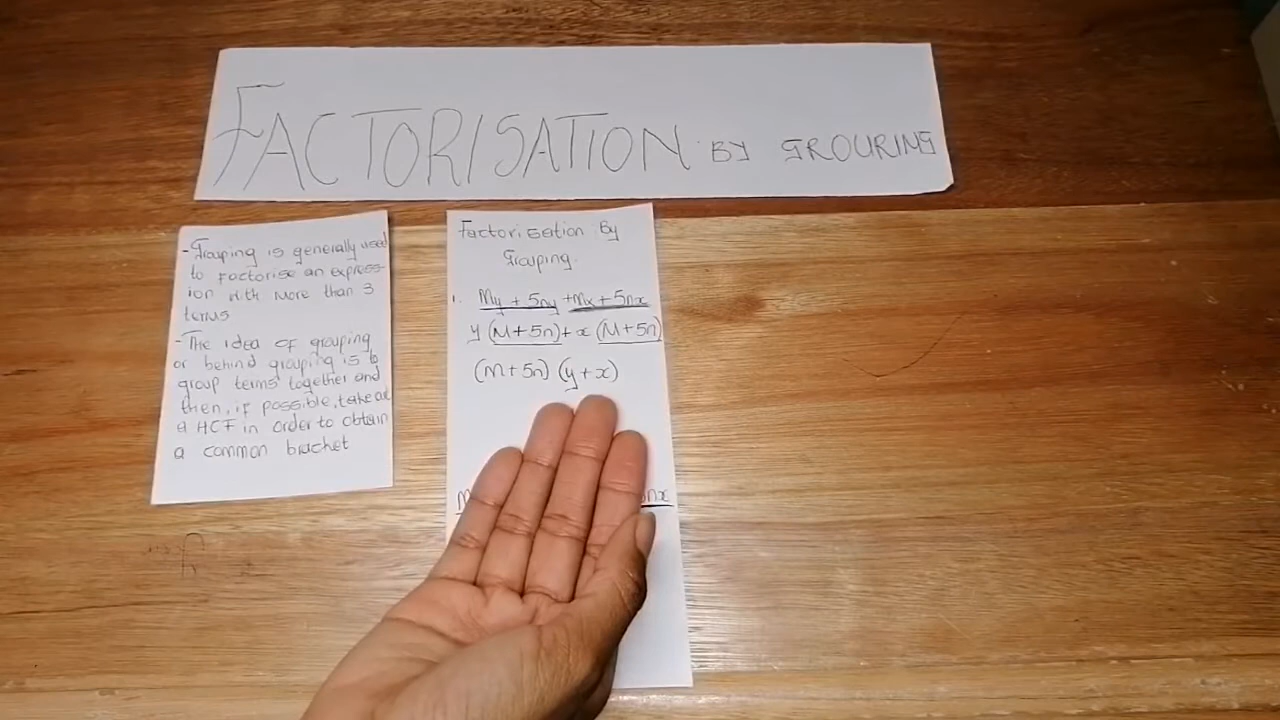 FACTORISATION BY GROURING
-Grouping is generally used
to factorise an express-
ion with more than 3
terms
-The idea of grouping
or behind grouping is to
group terms together and
then, if possible, take out
a HCF in order to obtain
a common bracket
Factorisation By
Grouping.
1. My + 5ny + mx + 5nx
y (M+5n) + x (M+5n)
(M+5n) (y+x)
M
5nx